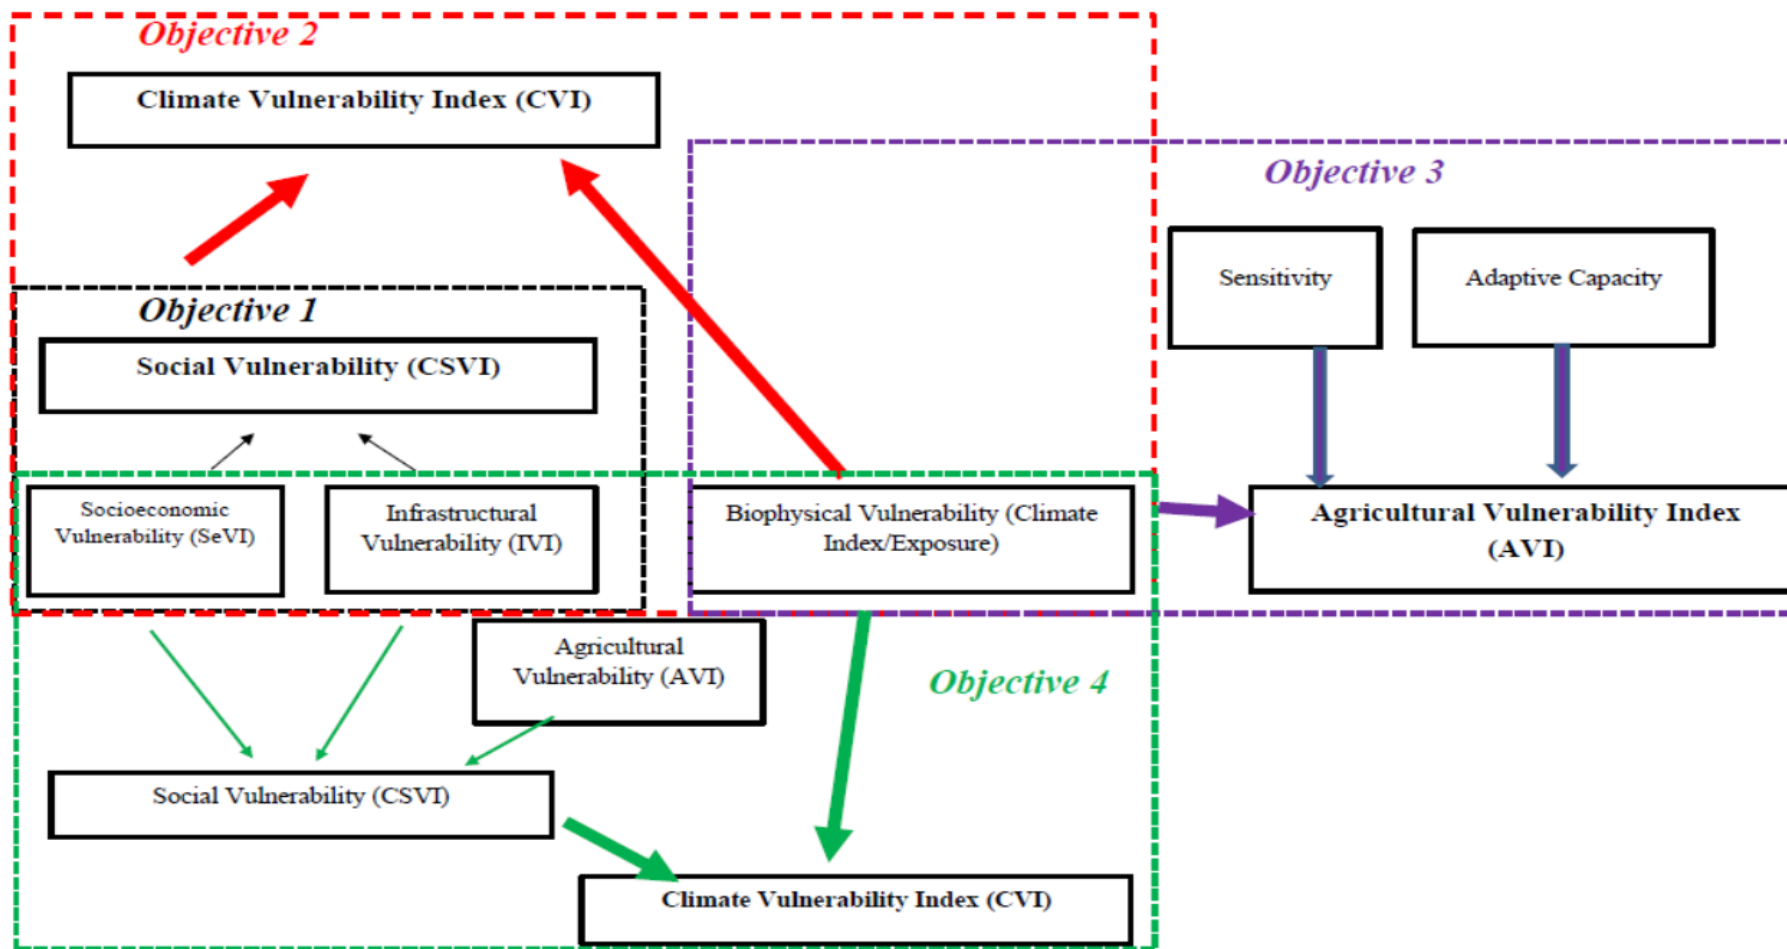 Objective 2
Climate Vulnerability Index (CVI)
Objective 3
Sensitivity
Adaptive Capacity
Objective 1
Social Vulnerability (CSVI)
Socioeconomic
Vulnerability (SeVI)
Infrastructural
Vulnerability (IVI)
Biophysical Vulnerability (Climate
Index/Exposure)
Agricultural Vulnerability Index
(AVI)
Agricultural
Vulnerability (AVI)
Objective 4
Social Vulnerability (CSVI)
Climate Vulnerability Index (CVI)